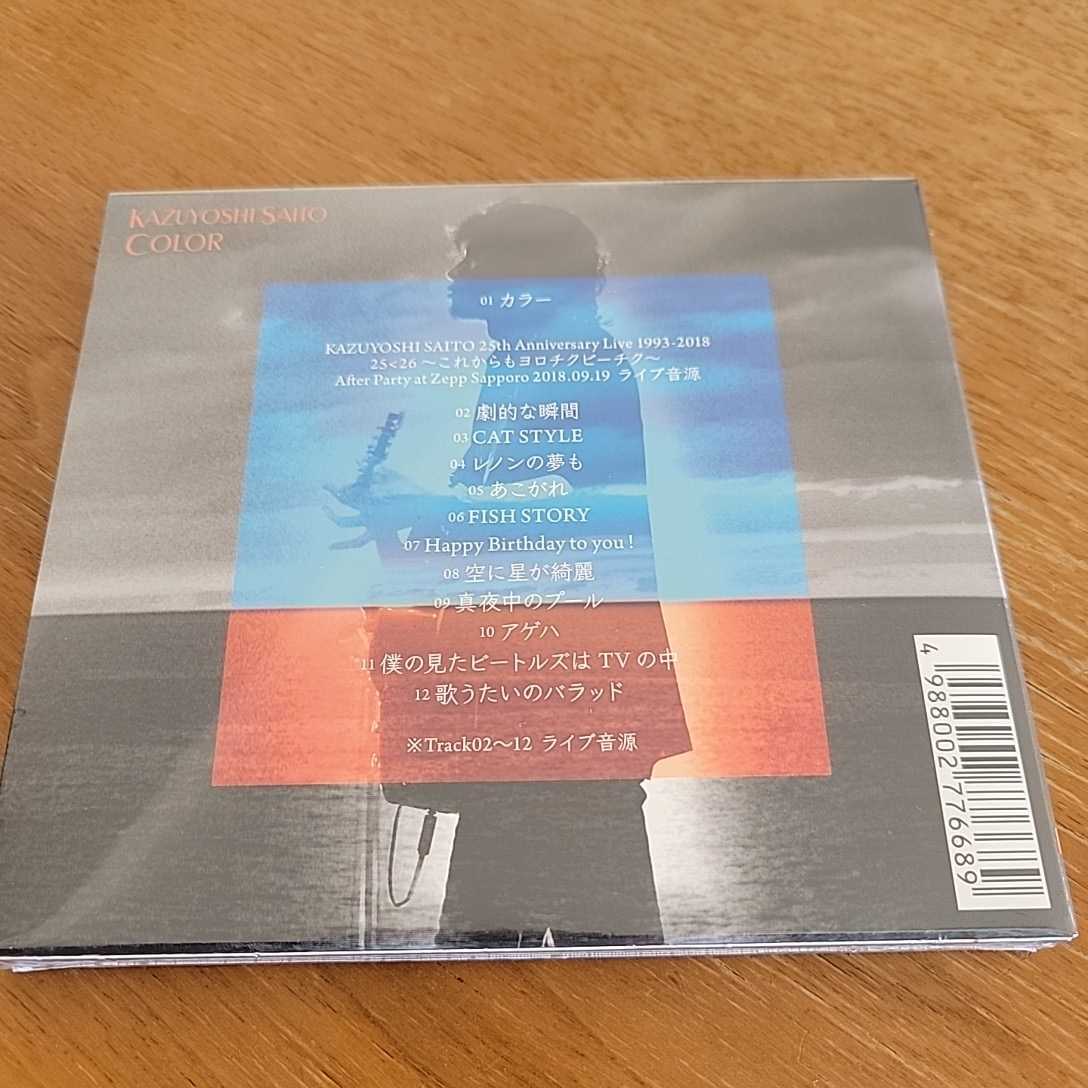 KAZUYOSHI SAITO
COLOR
01 カラー
KAZUYOSHI SAITO 25th Anniversary Live 1993-2018
25<26 〜これからもヨロチクビーチク〜
After Party at Zepp Sapporo 2018.09.19 ライブ音源
02 劇的な瞬間
03 CAT STYLE
04 レノンの夢も
05 あこがれ
06 FISH STORY
07 Happy Birthday to you!
08 空に星が綺麗
09 真夜中のプール
10 アゲハ
11 僕の見たビートルズは TVの中
12 歌うたいのバラッド
※Track02〜12 ライブ音源
4 988002 776689